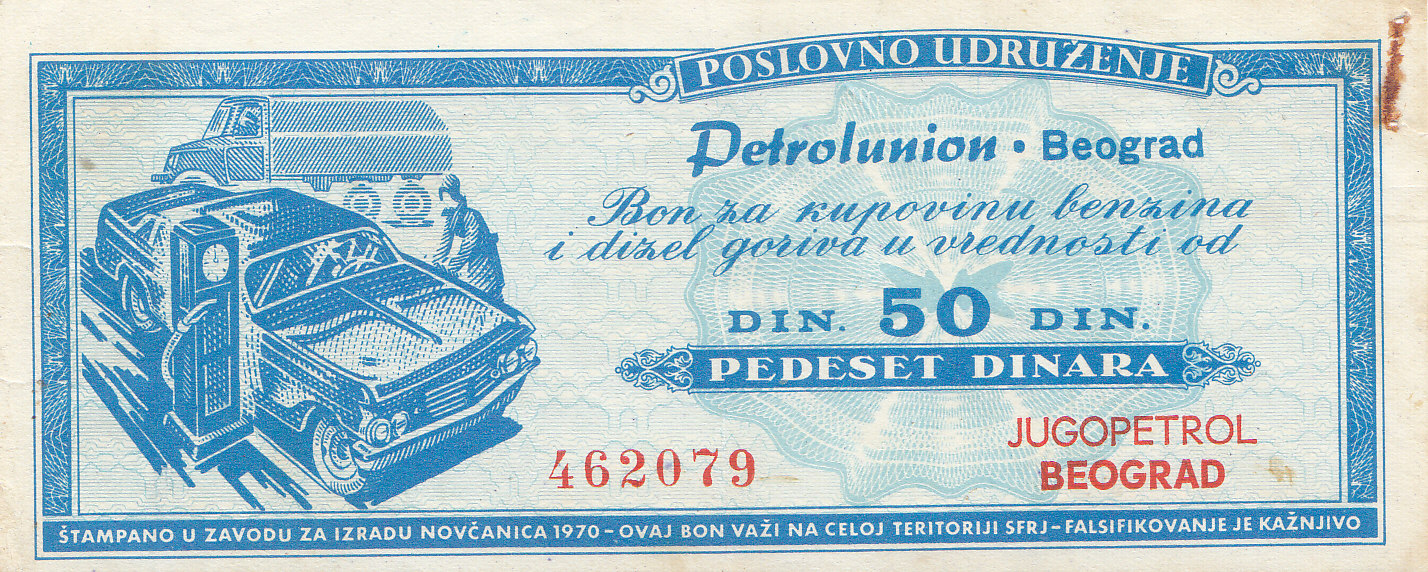 POSLOVNO UDRUŽENJE
Petrolunion • Beograd
Bon za kupovinu benzina
i dizel goriva u vrednosti od
DIN. 50 DIN.
PEDESET DINARA
JUGOPETROL
BEOGRAD
462079
ŠTAMPANO U ZAVODU ZA IZRADU NOVČANICA 1970 – OVAJ BON VAŽI NA CELOJ TERITORIJI SFRJ – FALSIFIKOVANJE JE KAŽNJIVO